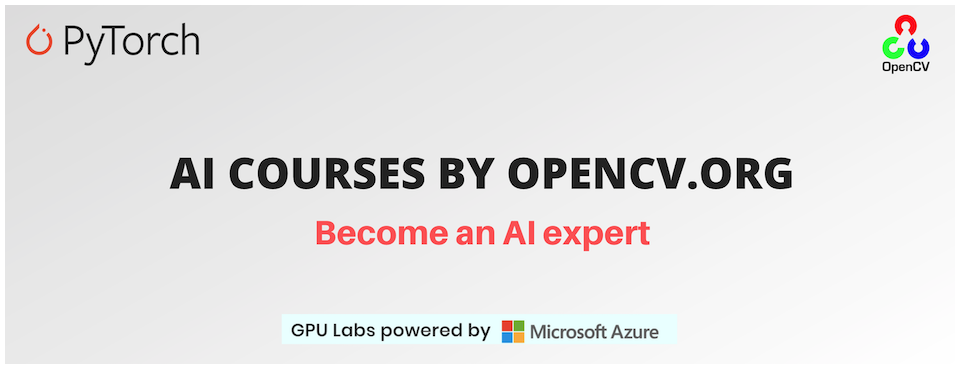 PyTorch
OpenCV
AI COURSES BY OPENCV.ORG
Become an AI expert
GPU Labs powered by Microsoft Azure